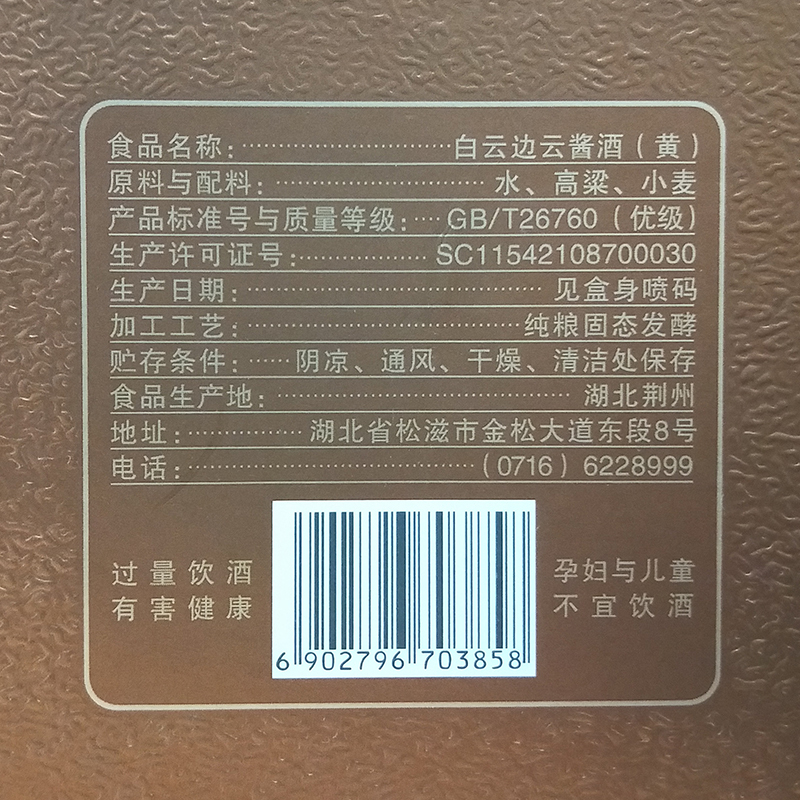 食品名称：白云边云酱酒（黄）
原料与配料：水、高粱、小麦
产品标准号与质量等级：GB/T26760（优级）
生产许可证号：SC11542108700030
生产日期：见盒身喷码
加工工艺：纯粮固态发酵
贮存条件：阴凉、通风、干燥、清洁处保存
食品生产地：湖北荆州
地址：湖北省松滋市金松大道东段8号
电话：（0716）6228999
过量饮酒
有害健康
孕妇与儿童
不宜饮酒
6 902796 703858